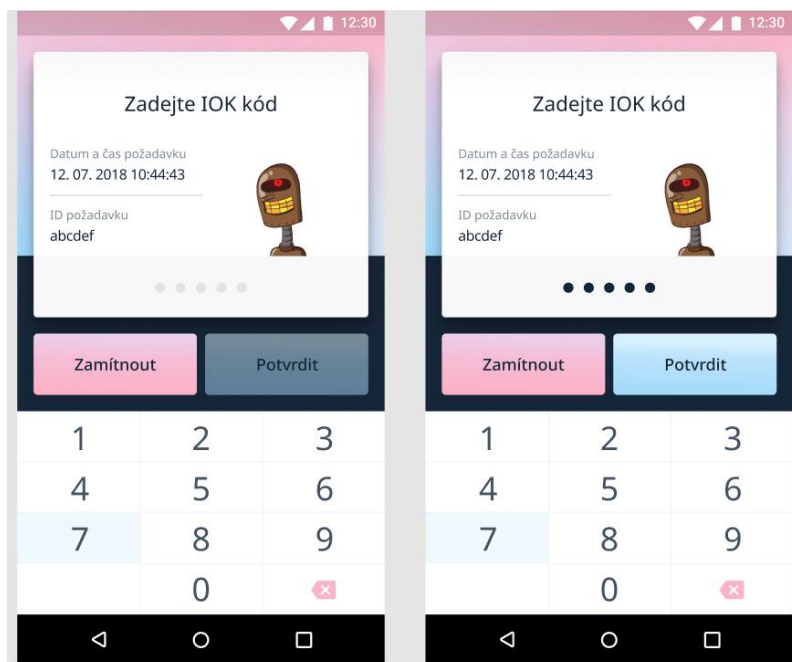 12:30
Zadejte IOK kód
Datum a čas požadavku
12. 07. 2018 10:44:43
ID požadavku
abcdef
Zamítnout Potvrdit
1 2 3
4 5 6
7 8 9
0
12:30
Zadejte IOK kód
Datum a čas požadavku
12. 07. 2018 10:44:43
ID požadavku
abcdef
Zamítnout Potvrdit
1 2 3
4 5 6
7 8 9
0